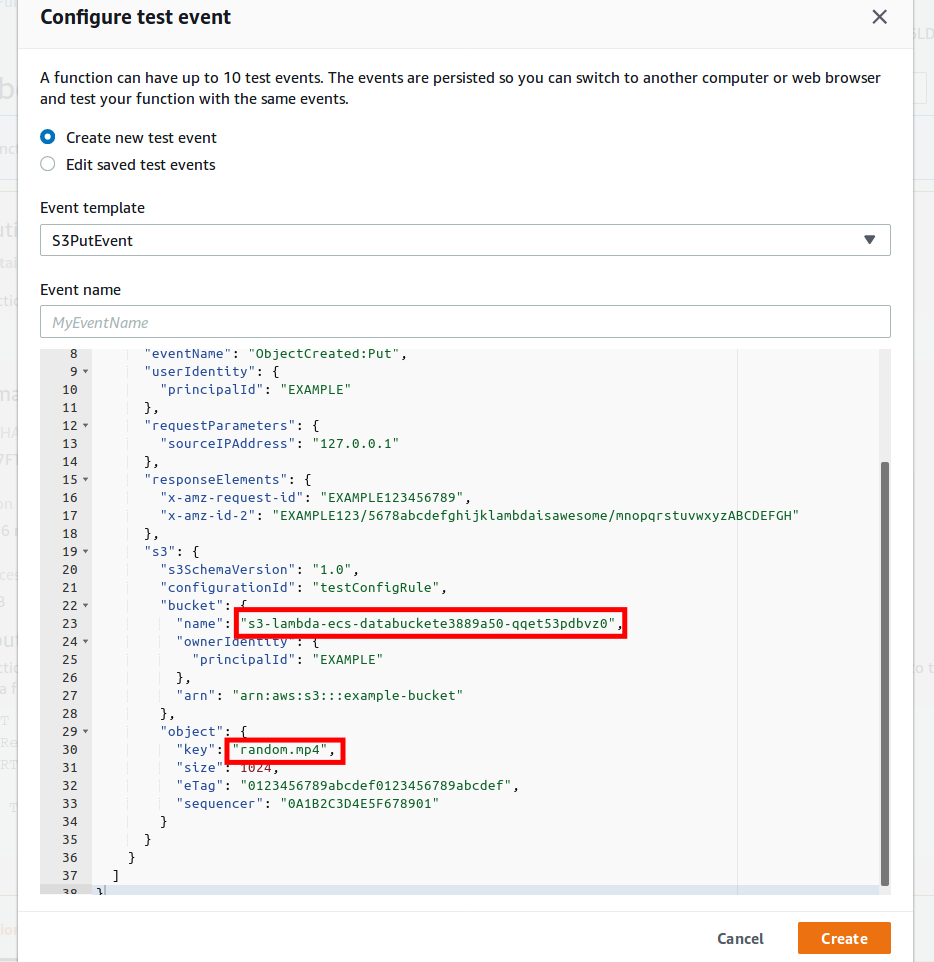 Configure test event
A function can have up to 10 test events. The events are persisted so you can switch to another computer or web browser
and test your function with the same events.
Create new test event
Edit saved test events
Event template
S3PutEvent
Event name
MyEventName
8 "eventName": "ObjectCreated:Put",
9 "userIdentity": {
10 "principalId": "EXAMPLE"
11 },
12 "requestParameters": {
13 "sourceIPAddress": "127.0.0.1"
14 },
15 "responseElements": {
16 "x-amz-request-id": "EXAMPLE123456789",
17 "x-amz-id-2": "EXAMPLE123/5678abcdefghijklambdaisawesome/mnopqrstuvwxyzABCDEFGH"
18 },
19 "s3": {
20 "s3SchemaVersion": "1.0",
21 "configurationId": "testConfigRule",
22 "bucket": {
23 "name": "s3-lambda-ecs-databuckete3889a50-qqet53pdbvz0",
24 "ownerIdentity": {
25 "principalId": "EXAMPLE"
26 },
27 "arn": "arn:aws:s3:::example-bucket"
28 },
29 "object": {
30 "key": "random.mp4",
31 "size": 1024,
32 "eTag": "0123456789abcdef0123456789abcdef",
33 "sequencer": "0A1B2C3D4E5F678901"
34 }
35 }
36 }
37 ]
38 }
Cancel
Create